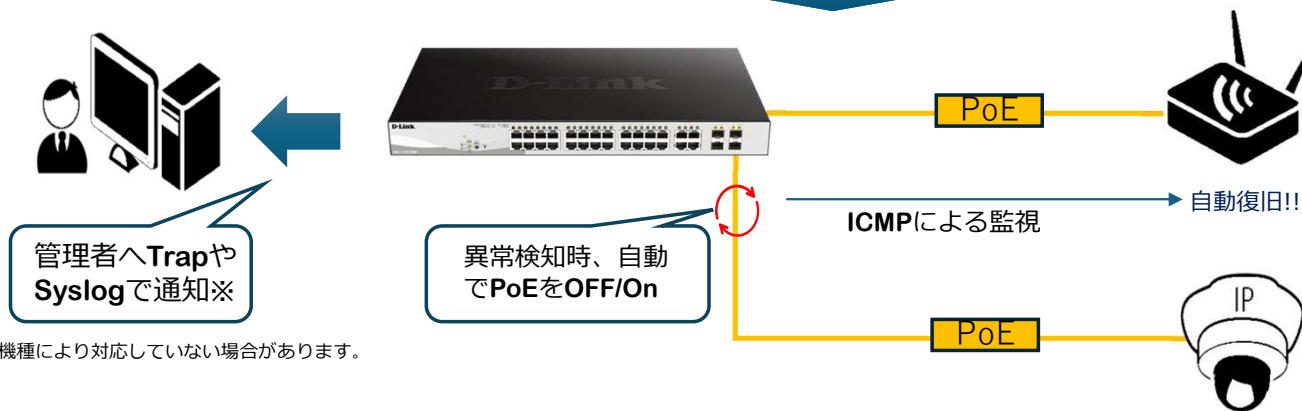 D-Link
D-Link
PoE
自動復旧!!
ICMPによる監視
管理者へTrapや
Syslogで通知※
異常検知時、自動
でPoEをOFF/On
IP
PoE
機種により対応していない場合があります。